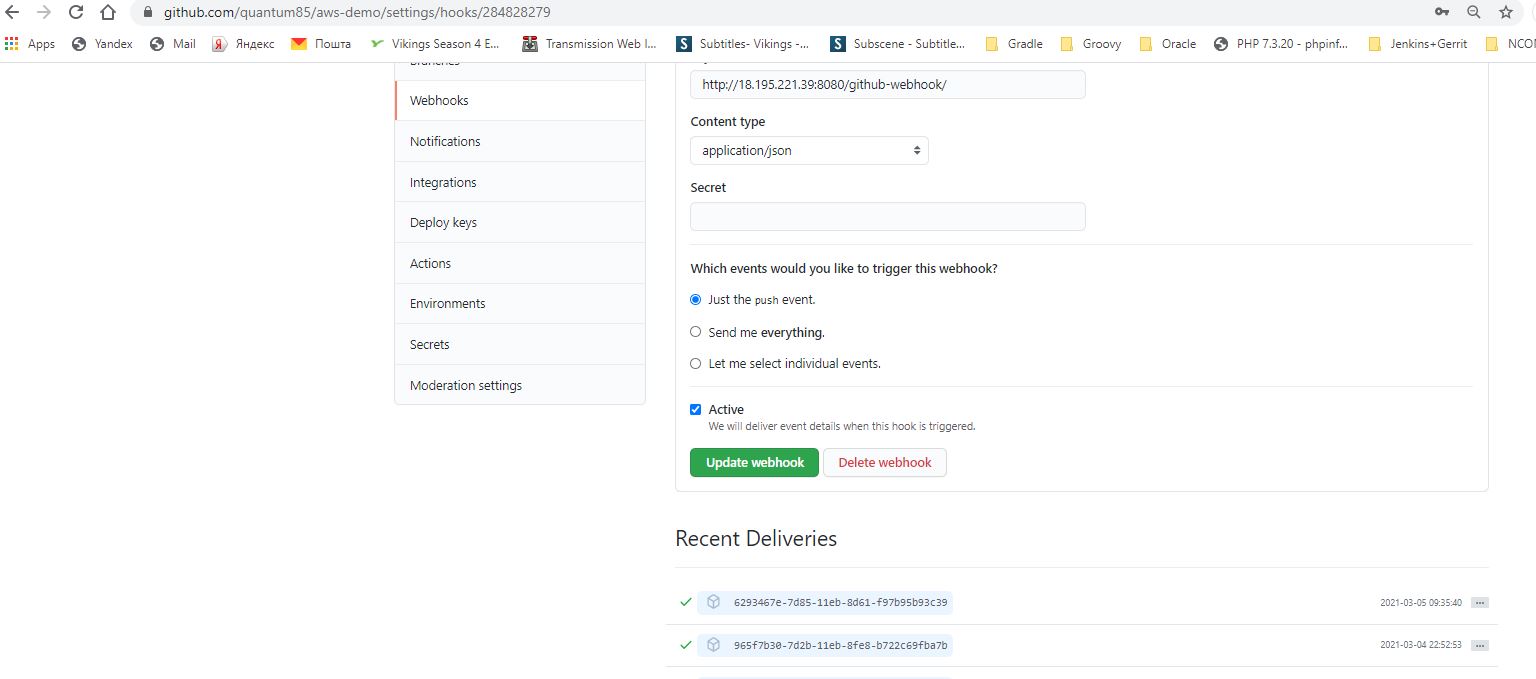 github.com/quantum85/aws-demo/settings/hooks/284828279
Apps Yandex Mail Яндекс Пошта Vikings Season 4 E... Transmission Web I... Subtitles- Vikings -... Subscene - Subtitle... Gradle Groovy Oracle PHP 7.3.20 - phpinf... Jenkins+Gerrit
Branches
Webhooks
Notifications
Integrations
Deploy keys
Actions
Environments
Secrets
Moderation settings
http://18.195.221.39:8080/github-webhook/
Content type
application/json
Secret
Which events would you like to trigger this webhook?
Just the push event.
Send me everything.
Let me select individual events.
Active
We will deliver event details when this hook is triggered.
Update webhook Delete webhook
Recent Deliveries
6293467e-7d85-11eb-8d61-f97b95b93c39 2021-03-05 09:35:40 ...
965f7b30-7d2b-11eb-8fe8-b722c69fba7b 2021-03-04 22:52:53 ...